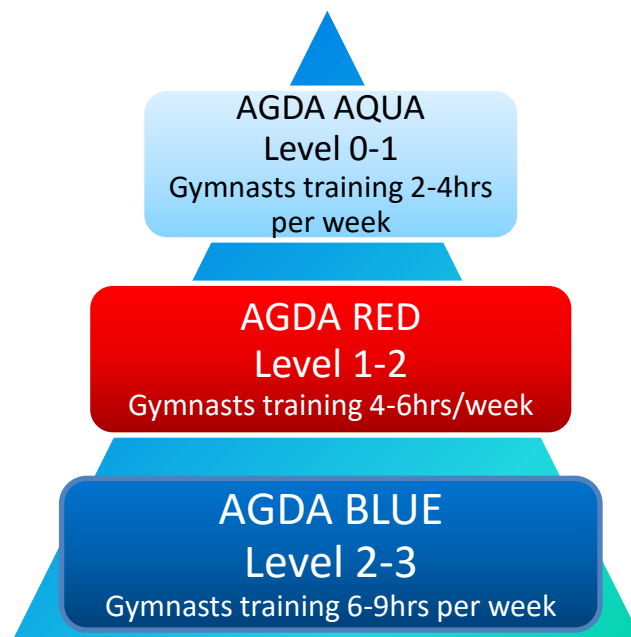 AGDA AQUA
Level 0-1
Gymnasts training 2-4hrs
per week
AGDA RED
Level 1-2
Gymnasts training 4-6hrs/week
AGDA BLUE
Level 2-3
Gymnasts training 6-9hrs per week